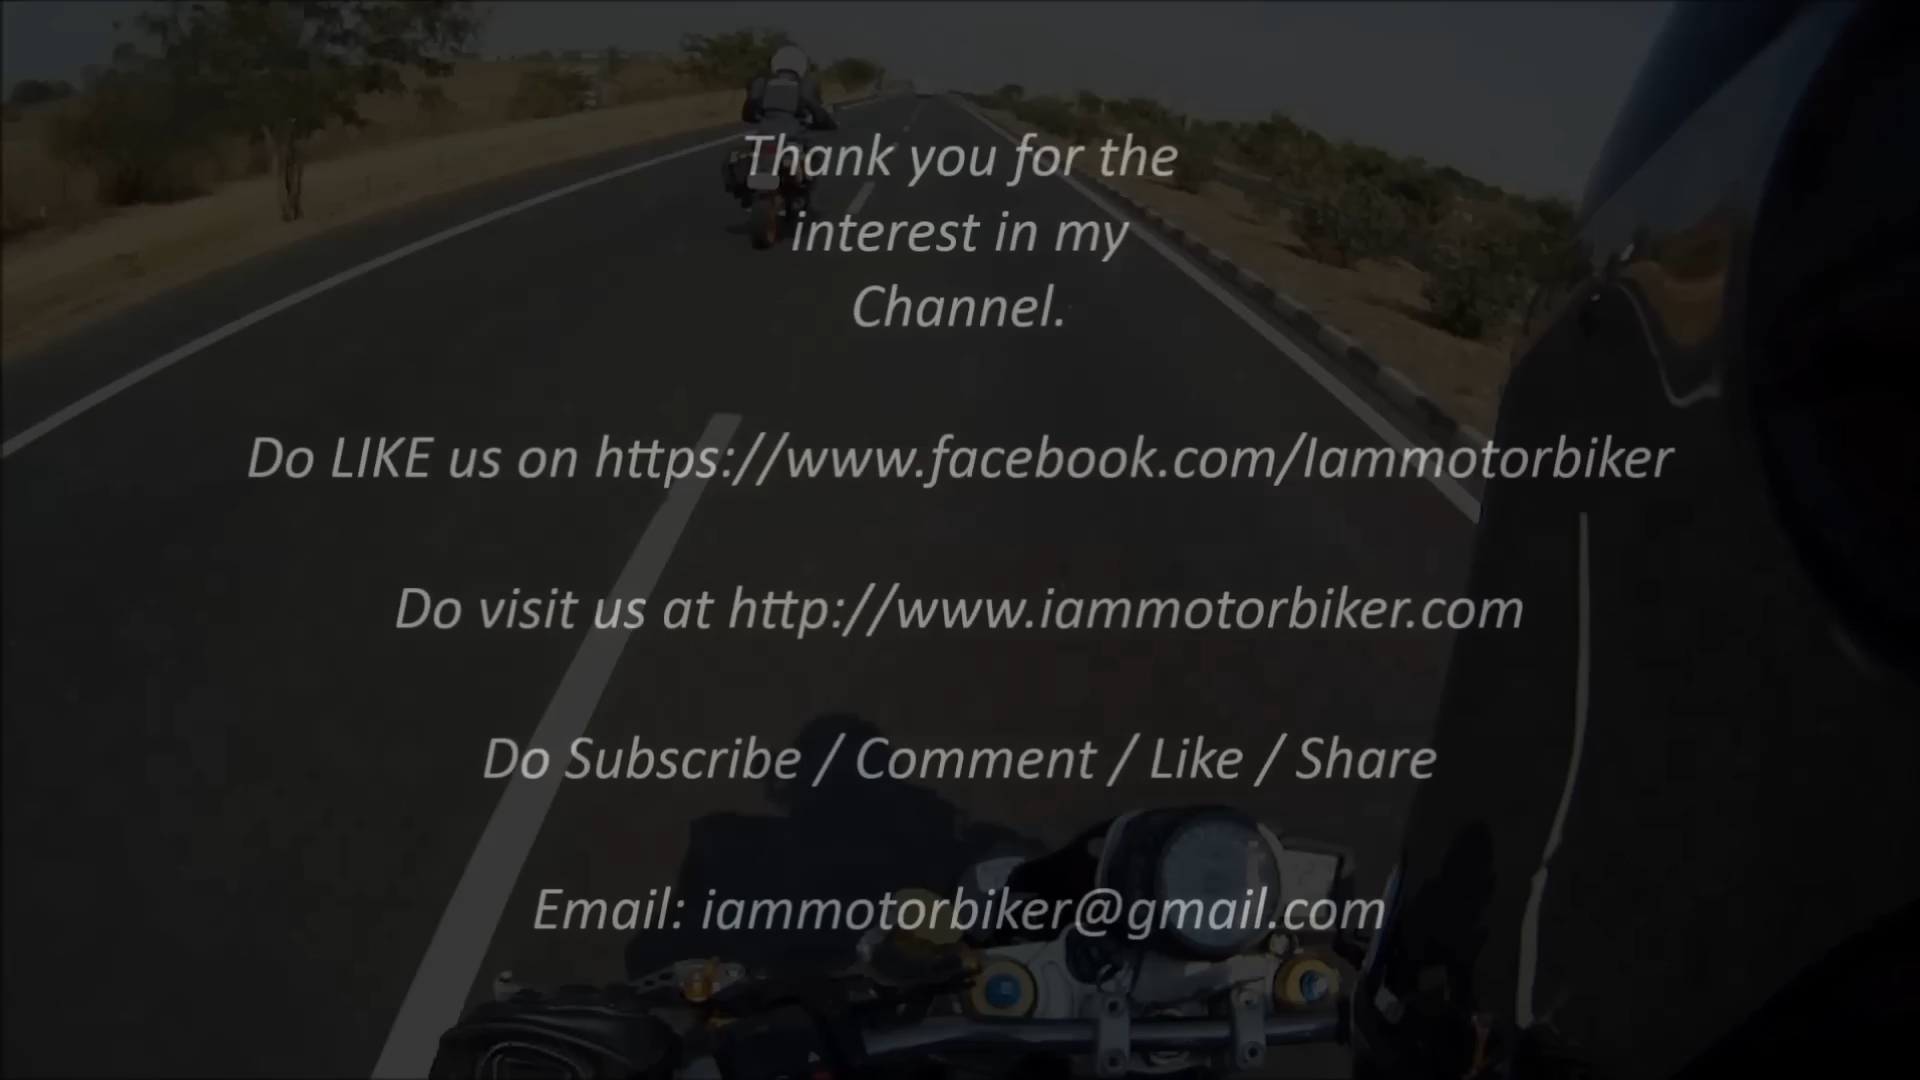 Thank you for the
interest in my
Channel.
Do LIKE us on https://www.facebook.com/Iammotorbiker
Do visit us at http://www.iammotorbiker.com
Do Subscribe / Comment / Like / Share
Email: iammotorbiker@gmail.com